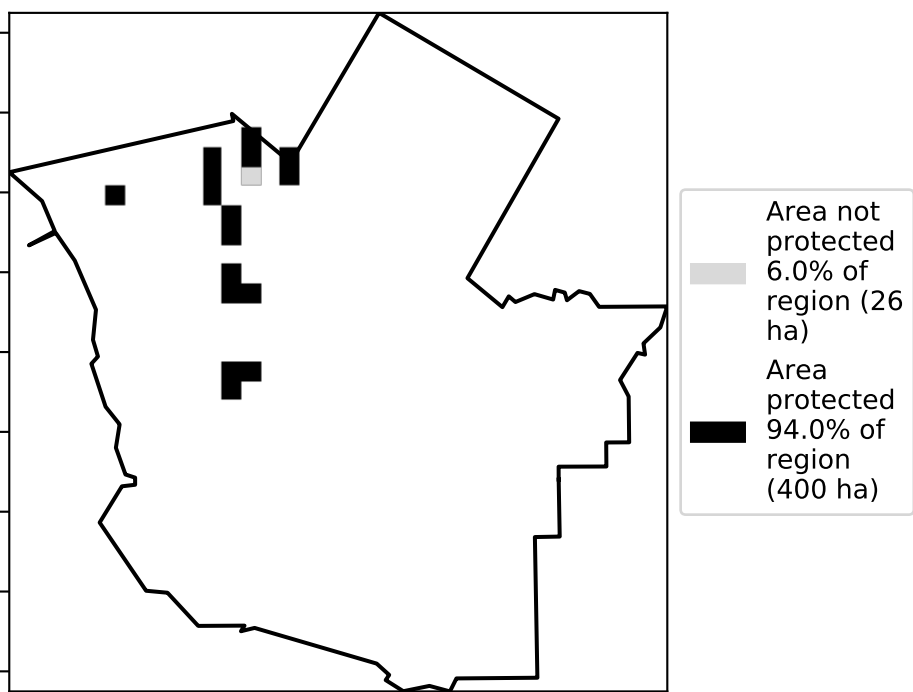 Area not
protected
6.0% of
region (26
ha)
Area
protected
94.0% of
region
(400 ha)